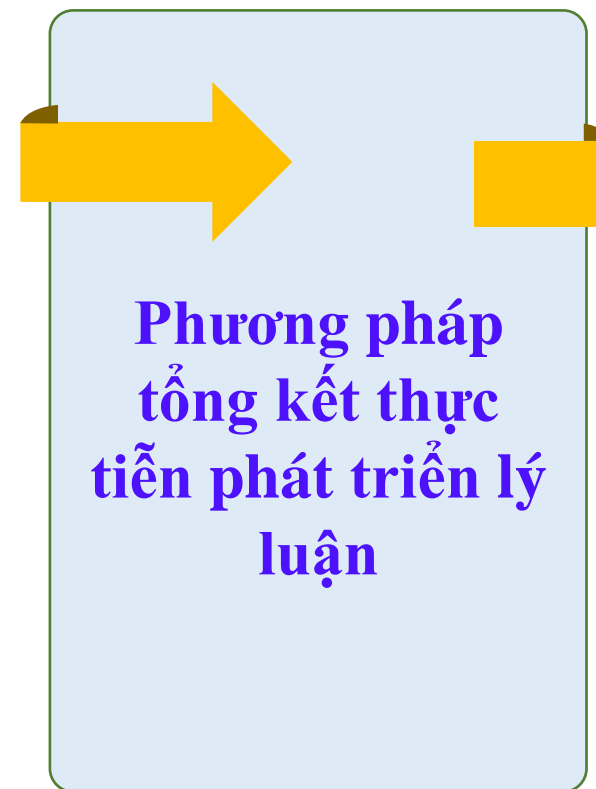 Phương pháp
tổng kết thực
tiễn phát triển lý
luận